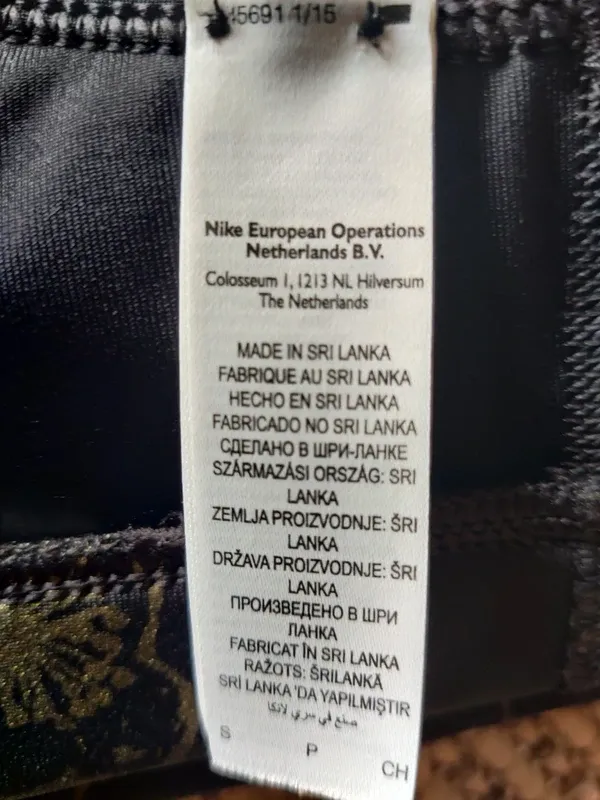 45691 1/15
Nike European Operations
Netherlands B.V.
Colosseum 1, 1213 NL Hilversum
The Netherlands
MADE IN SRI LANKA
FABRIQUE AU SRI LANKA
HECHO EN SRI LANKA
FABRICADO NO SRI LANKA
СДЕЛАНО В ШРИ-ЛАНКЕ
SZÁRMAZÁSI ORSZÁG: SRI
LANKA
ZEMLJA PROIZVODNJE: ŠRI
LANKA
DRŽAVA PROIZVODNJE: ŠRI
LANKA
ПРОИЗВЕДЕНО В ШРИ
ЛАНКА
FABRICAT ÎN SRI LANKA
RAŽOTS: ŠRILANKĀ
SRİ LANKA 'DA YAPILMIŞTIR
صنع في سري لانكا
S P CH